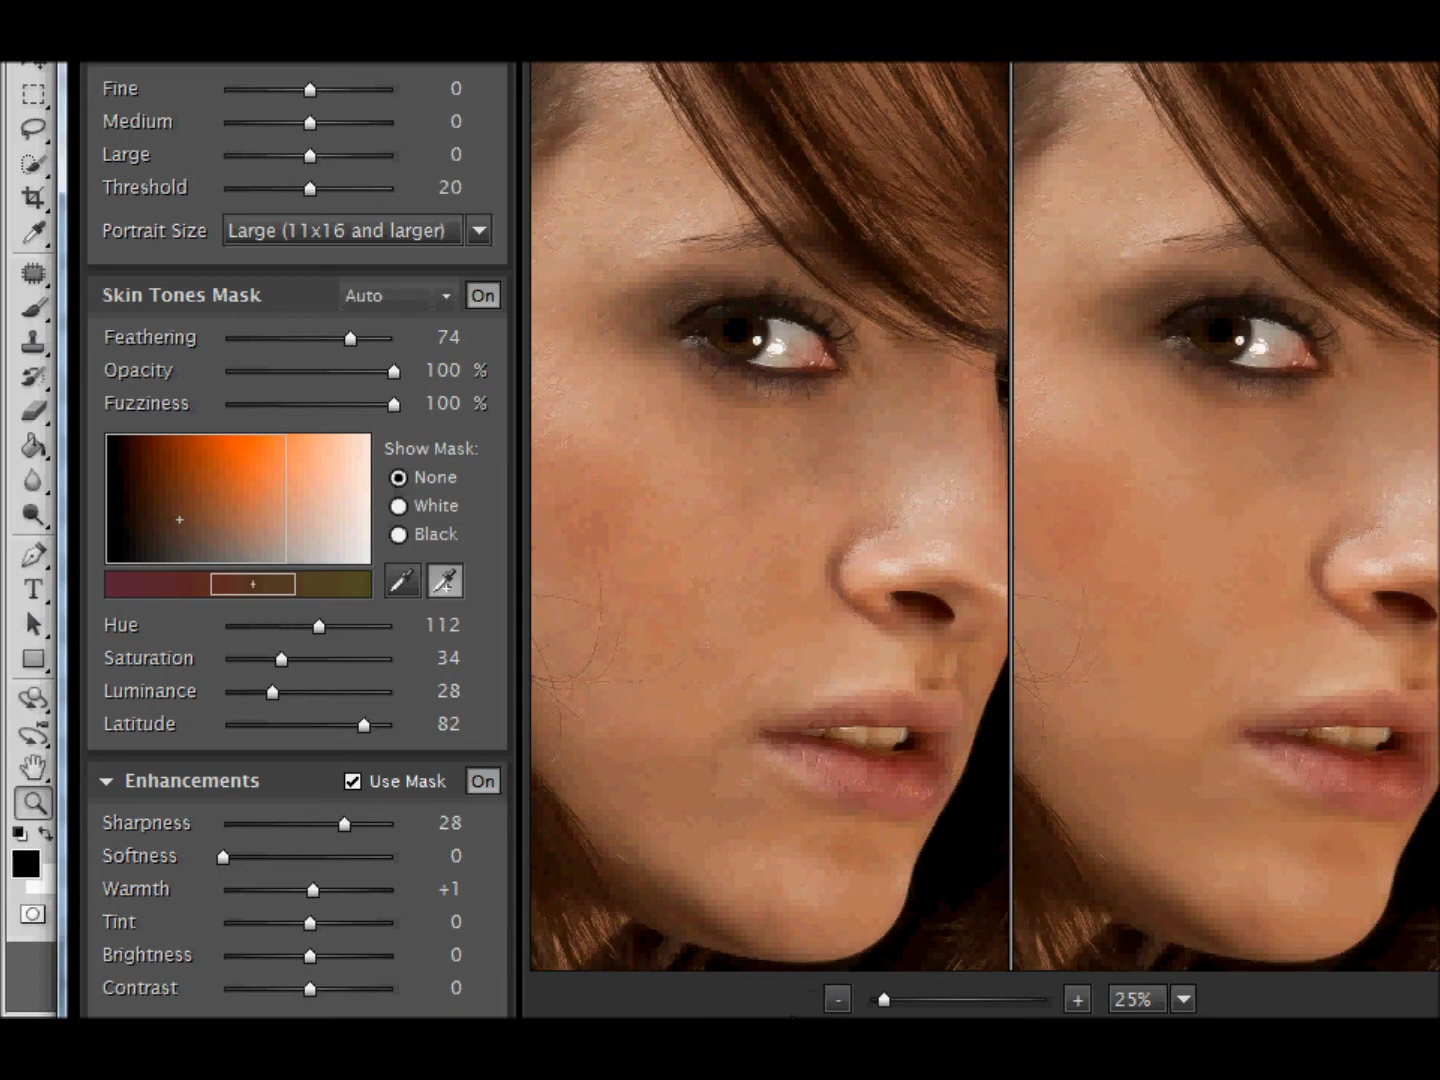 Fine 0
Medium 0
Large 0
Threshold 20
Portrait Size Large (11x16 and larger)
Skin Tones Mask Auto On
Feathering 74
Opacity 100 %
Fuzziness 100 %
Show Mask:
None
White
Black
Hue 112
Saturation 34
Luminance 28
Latitude 82
Enhancements Use Mask On
Sharpness 28
Softness 0
Warmth +1
Tint 0
Brightness 0
Contrast 0
- + 25%